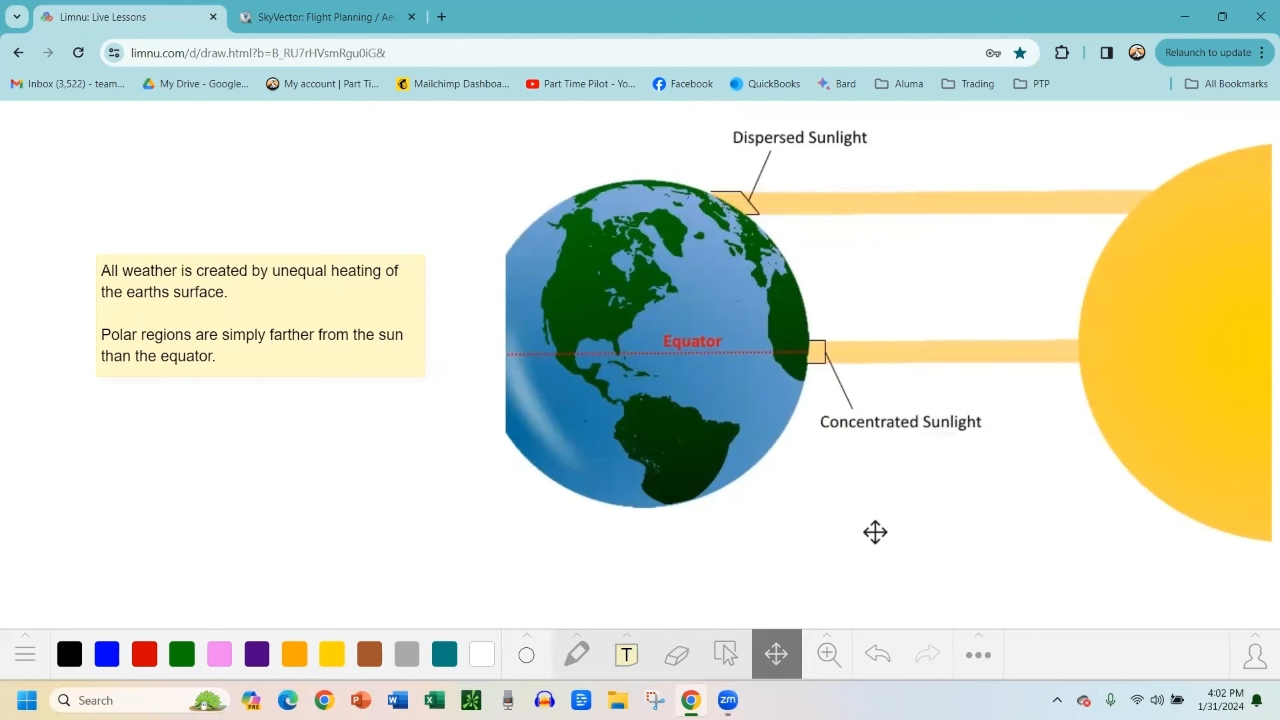 Limnu: Live Lessons
SkyVector: Flight Planning / Aer
limnu.com/d/draw.html?b=B_RU7rHVsmRgu0iG&
Relaunch to update
Inbox (3,522) - team...
My Drive - Google...
My account | Part Ti...
Mailchimp Dashboa...
Part Time Pilot - Yo...
Facebook
QuickBooks
Bard
Aluma
Trading
PTP
All Bookmarks
Dispersed Sunlight
All weather is created by unequal heating of
the earths surface.
Polar regions are simply farther from the sun
than the equator.
Equator
Concentrated Sunlight
T
Search
4:02 PM
1/31/2024